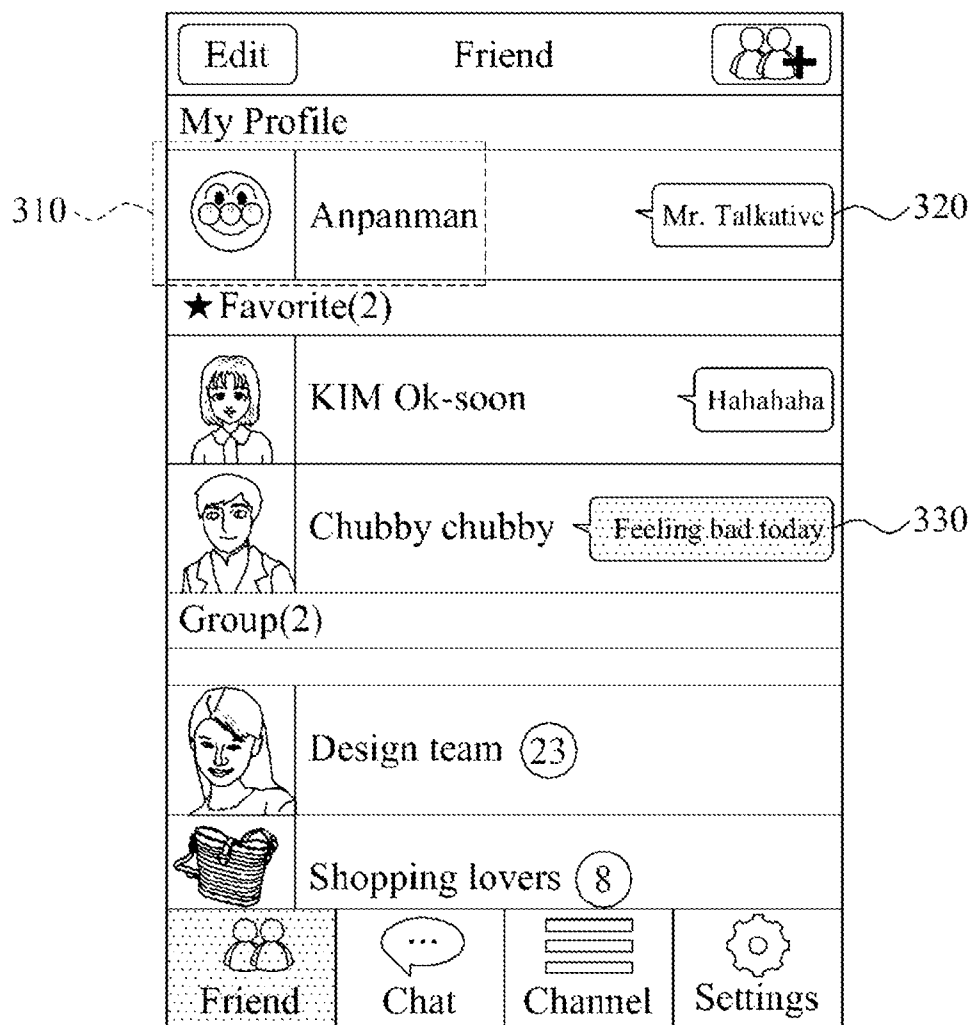 Edit Friend
My Profile
310 Anpanman Mr. Talkative 320
★Favorite(2)
KIM Ok-soon Hahahaha
Chubby chubby Feeling bad today 330
Group(2)
Design team 23
Shopping lovers 8
Friend Chat Channel Settings